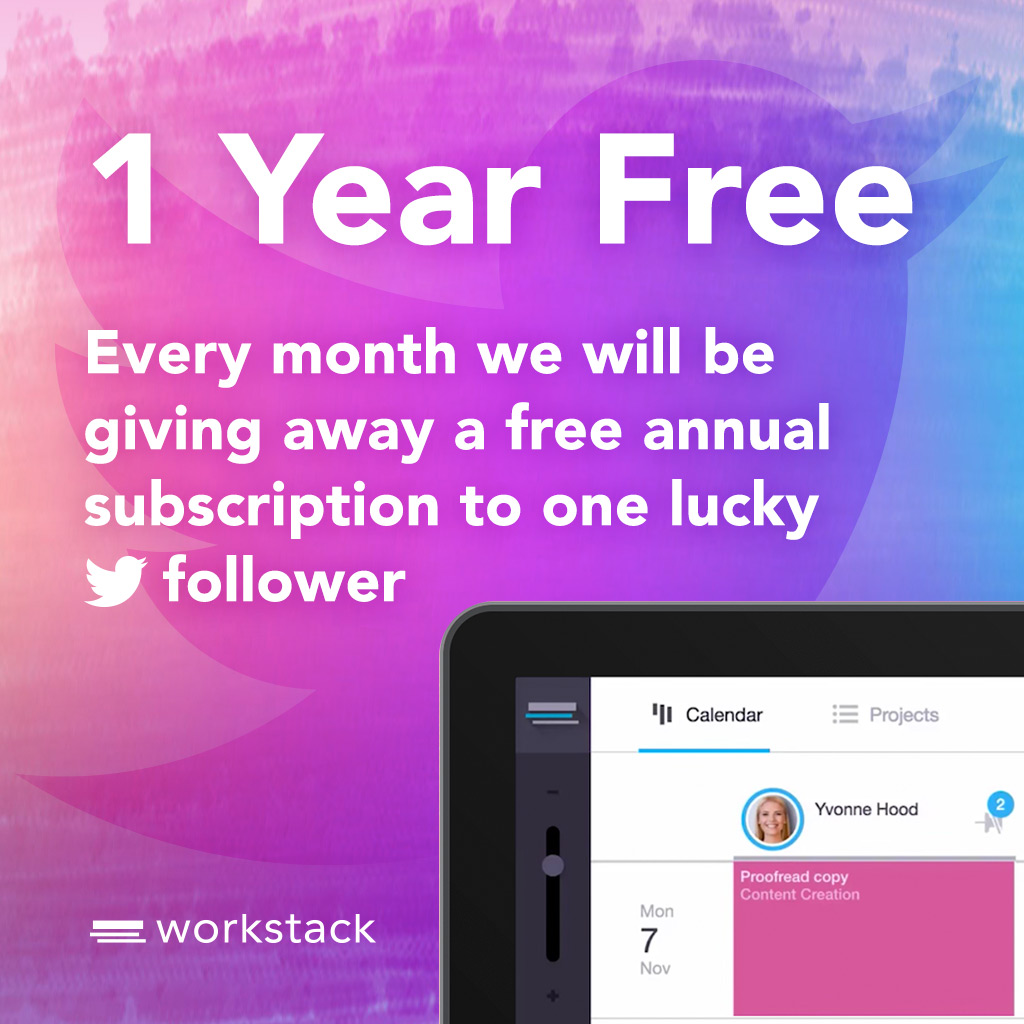 1 Year Free
Every month we will be
giving away a free annual
subscription to one lucky
follower
Calendar
Projects
Yvonne Hood
2
Proofread copy
Content Creation
Mon
7
Nov
workstack